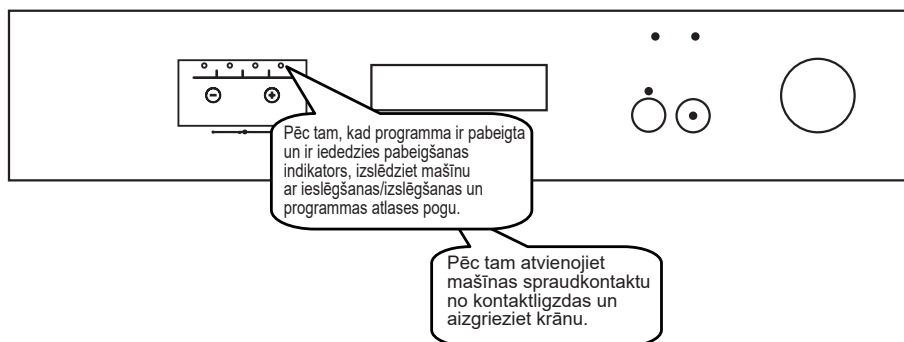 Pēc tam, kad programma ir pabeigta
un ir iededzies pabeigšanas
indikators, izslēdziet mašīnu
ar ieslēgšanas/izslēgšanas un
programmas atlases pogu.
Pēc tam atvienojiet
mašīnas spraudkontaktu
no kontaktligzdas un
aizgrieziet krānu.